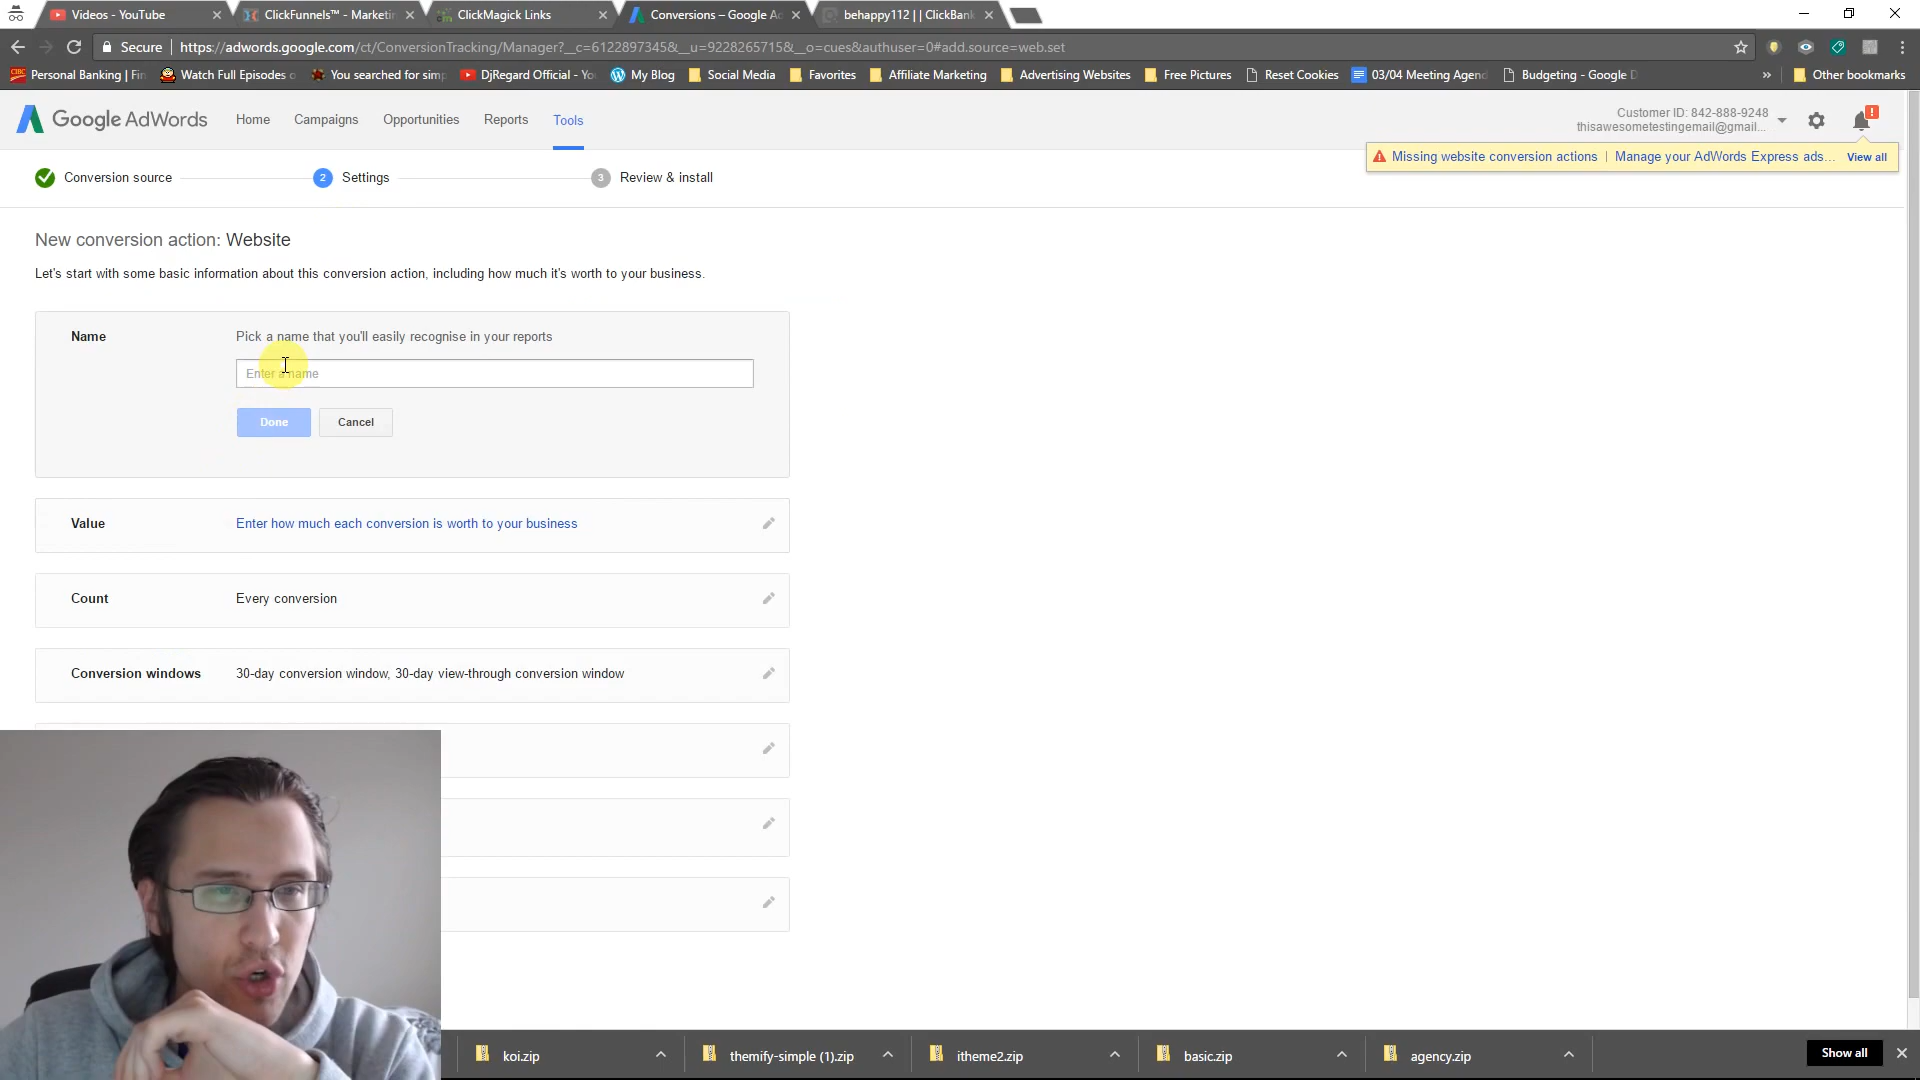 Videos - YouTube
ClickFunnels™ - Marketin
ClickMagick Links
Conversions – Google Ad
behappy112 | | ClickBank
Secure
https://adwords.google.com/ct/ConversionTracking/Manager?__c=6122897345&__u=9228265715&__o=cues&authuser=0#add.source=web.set
CIBC
Personal Banking | Fin
Watch Full Episodes o
You searched for simp
DjRegard Official - Yo
My Blog
Social Media
Favorites
Affiliate Marketing
Advertising Websites
Free Pictures
Reset Cookies
03/04 Meeting Agend
Budgeting - Google D
»
Other bookmarks
Google AdWords
Home
Campaigns
Opportunities
Reports
Tools
Customer ID: 842-888-9248
thisawesometestingemail@gmail...
!
Missing website conversion actions | Manage your AdWords Express ads... View all
Conversion source
2 Settings
3 Review & install
New conversion action: Website
Let's start with some basic information about this conversion action, including how much it's worth to your business.
Name
Pick a name that you'll easily recognise in your reports
Enter a name
Done
Cancel
Value
Enter how much each conversion is worth to your business
Count
Every conversion
Conversion windows
30-day conversion window, 30-day view-through conversion window
koi.zip
themify-simple (1).zip
itheme2.zip
basic.zip
agency.zip
Show all